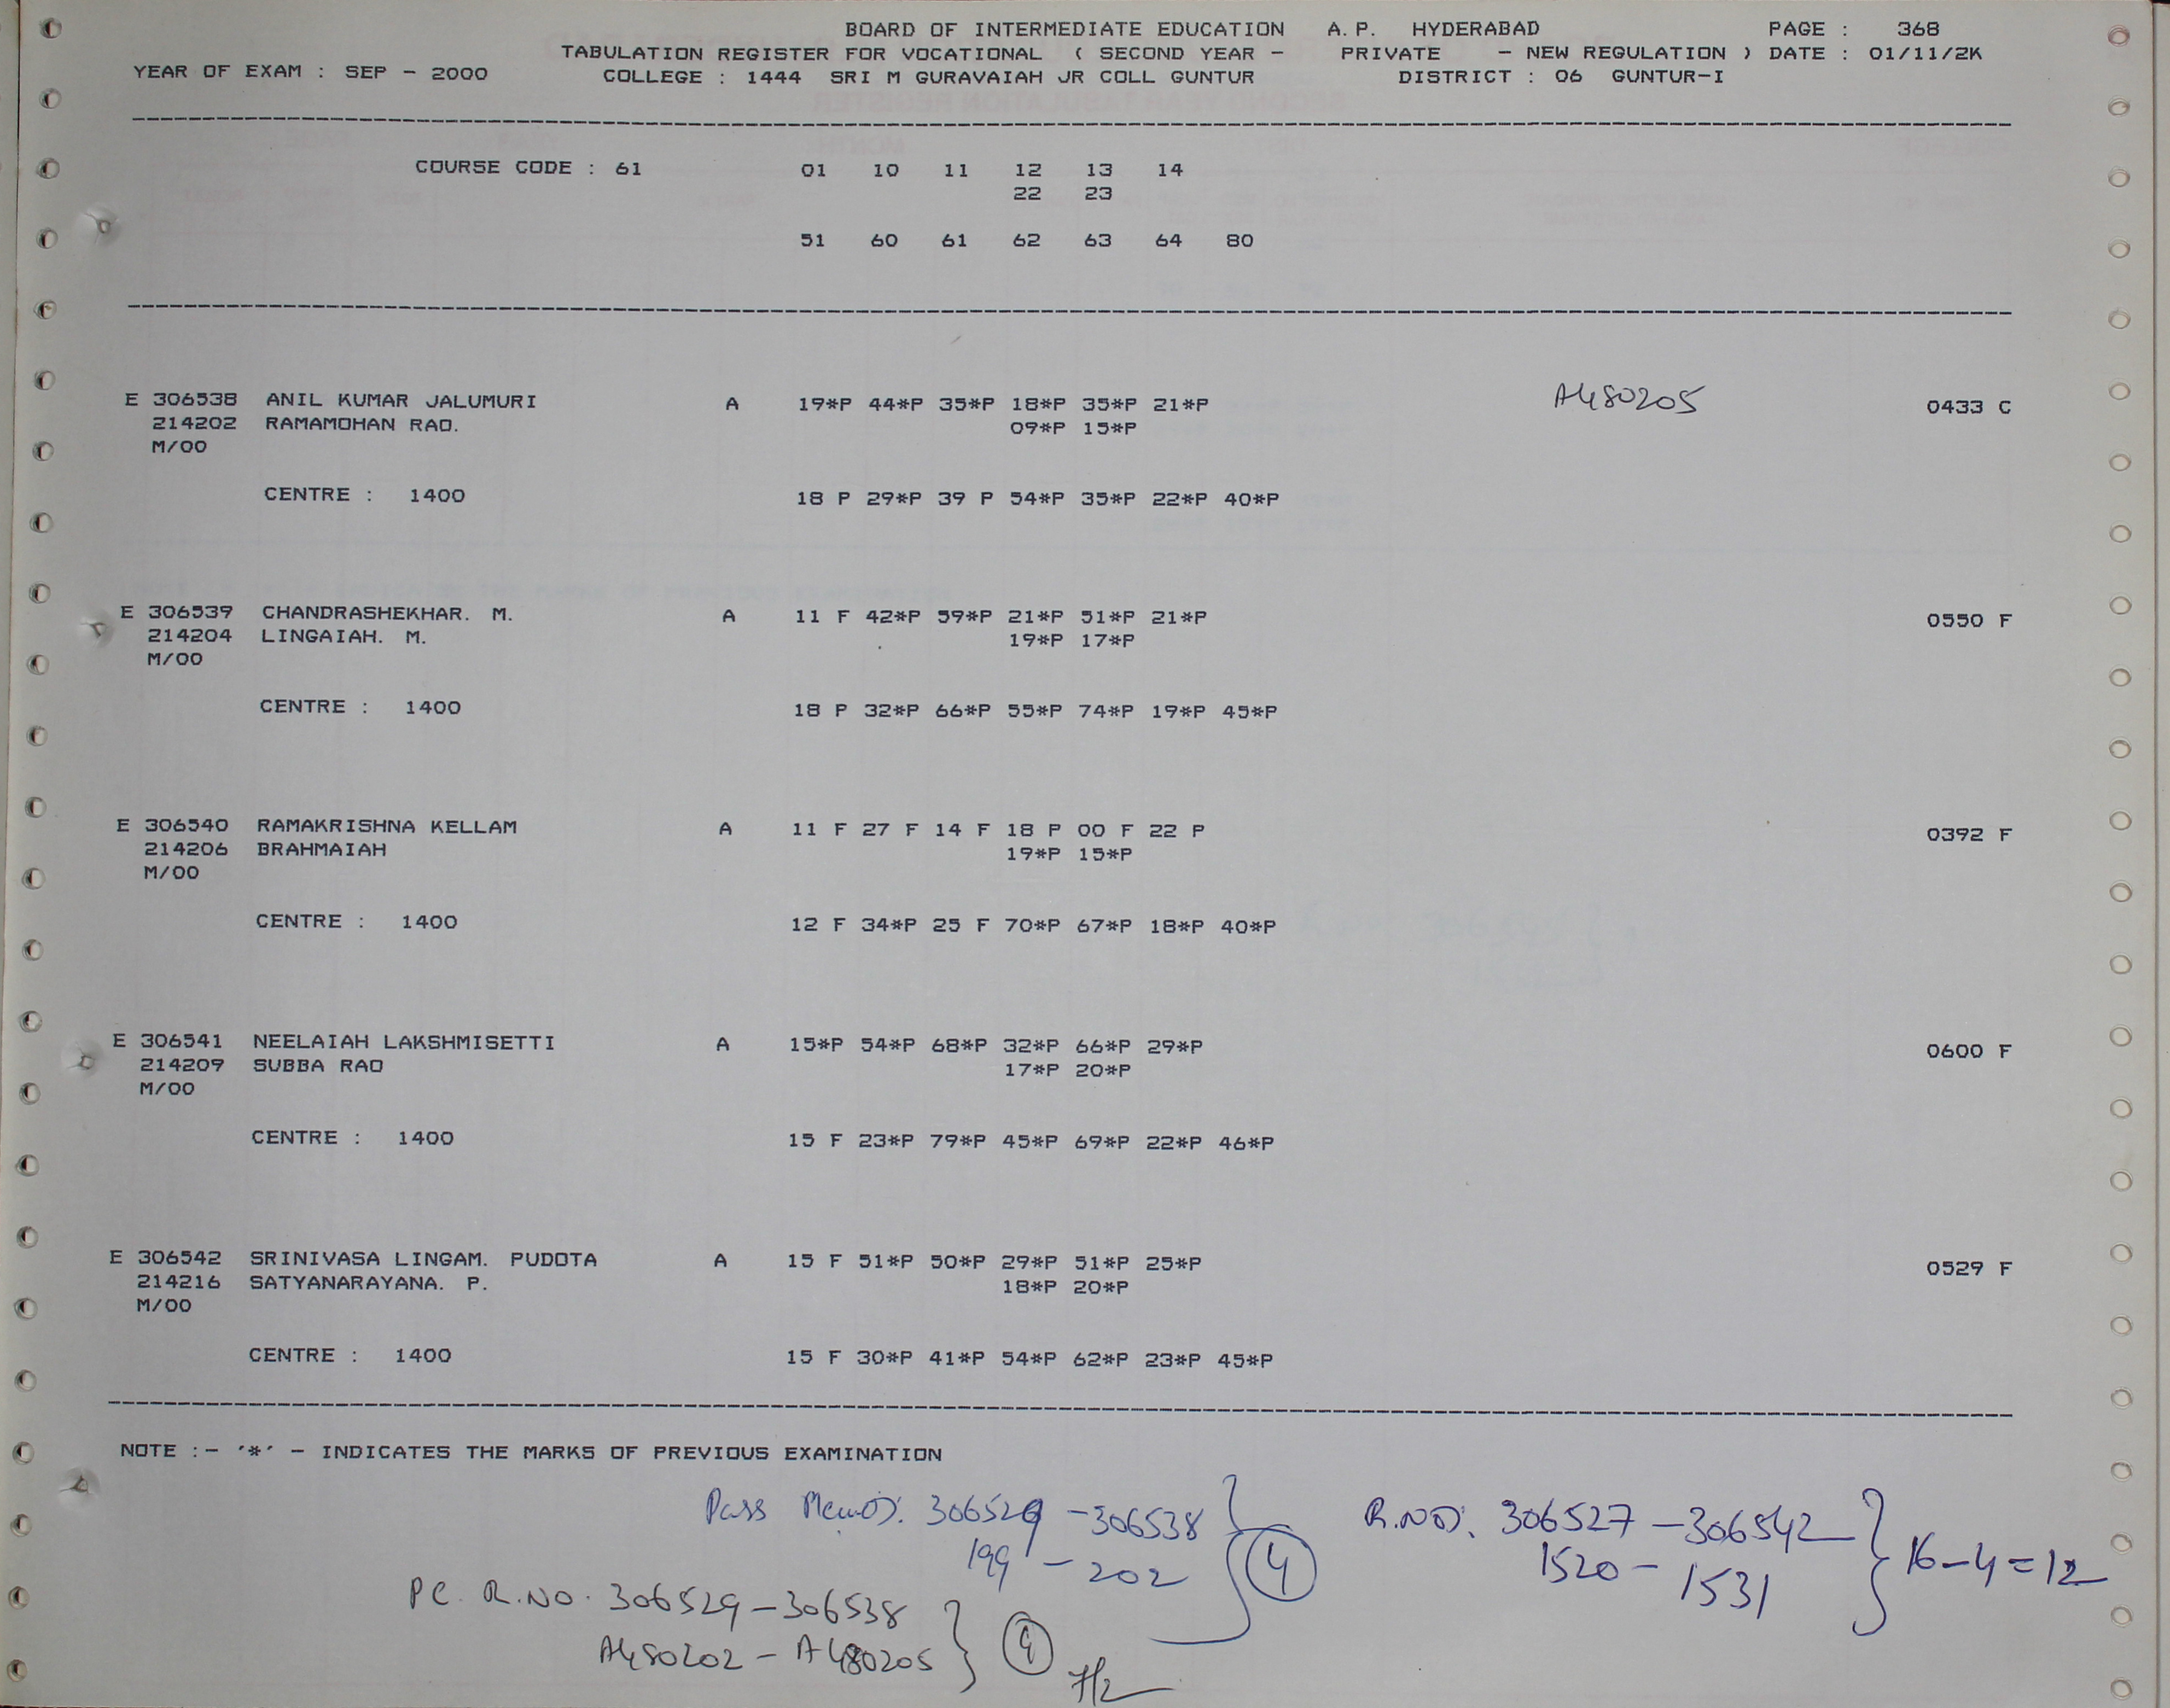 BOARD OF INTERMEDIATE EDUCATION A.P. HYDERABAD PAGE : 368
TABULATION REGISTER FOR VOCATIONAL ( SECOND YEAR - PRIVATE - NEW REGULATION ) DATE : 01/11/2K
YEAR OF EXAM : SEP - 2000 COLLEGE : 1444 SRI M GURAVAIAH JR COLL GUNTUR DISTRICT : 06 GUNTUR-I
COURSE CODE : 61 01 10 11 12 13 14
22 23
51 60 61 62 63 64 80
E 306538 ANIL KUMAR JALUMURI A 19*P 44*P 35*P 18*P 35*P 21*P A480205 0433 C
214202 RAMAMOHAN RAO. 09*P 15*P
M/00
CENTRE : 1400 18 P 29*P 39 P 54*P 35*P 22*P 40*P
E 306539 CHANDRASHEKHAR. M. A 11 F 42*P 59*P 21*P 51*P 21*P 0550 F
214204 LINGAIAH. M. 19*P 17*P
M/00
CENTRE : 1400 18 P 32*P 66*P 55*P 74*P 19*P 45*P
E 306540 RAMAKRISHNA KELLAM A 11 F 27 F 14 F 18 P 00 F 22 P 0392 F
214206 BRAHMAIAH 19*P 15*P
M/00
CENTRE : 1400 12 F 34*P 25 F 70*P 67*P 18*P 40*P
E 306541 NEELAIAH LAKSHMISETTI A 15*P 54*P 68*P 32*P 66*P 29*P 0600 F
214209 SUBBA RAO 17*P 20*P
M/00
CENTRE : 1400 15 F 23*P 79*P 45*P 69*P 22*P 46*P
E 306542 SRINIVASA LINGAM. PUDOTA A 15 F 51*P 50*P 29*P 51*P 25*P 0529 F
214216 SATYANARAYANA. P. 18*P 20*P
M/00
CENTRE : 1400 15 F 30*P 41*P 54*P 62*P 23*P 45*P
NOTE :- '*' - INDICATES THE MARKS OF PREVIOUS EXAMINATION
Pass Memos: 306529 - 306538 } 4
199 - 202
R.NOs: 306527 - 306542 } 16-4=12
1520 - 1531
PC. R.NO. 306529 - 306538 } 4
A480202 - A480205